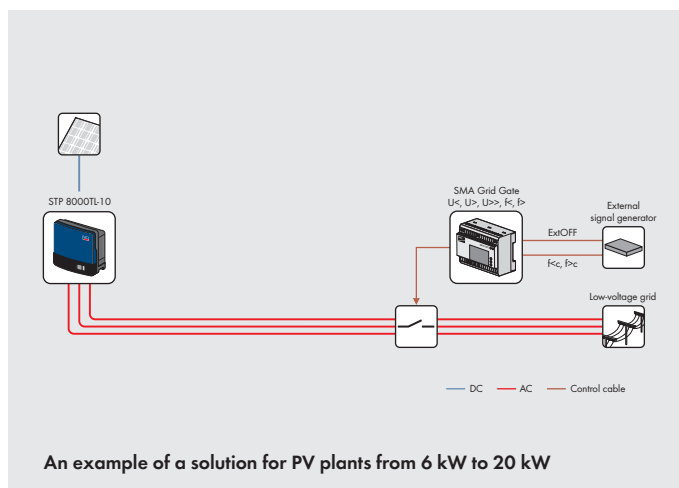 STP 8000TL-10
SMA Grid Gate
U<, U>, U>>, f<, f>
External
signal generator
ExtOFF
f<c, f>c
Low-voltage grid
DC
AC
Control cable
An example of a solution for PV plants from 6 kW to 20 kW